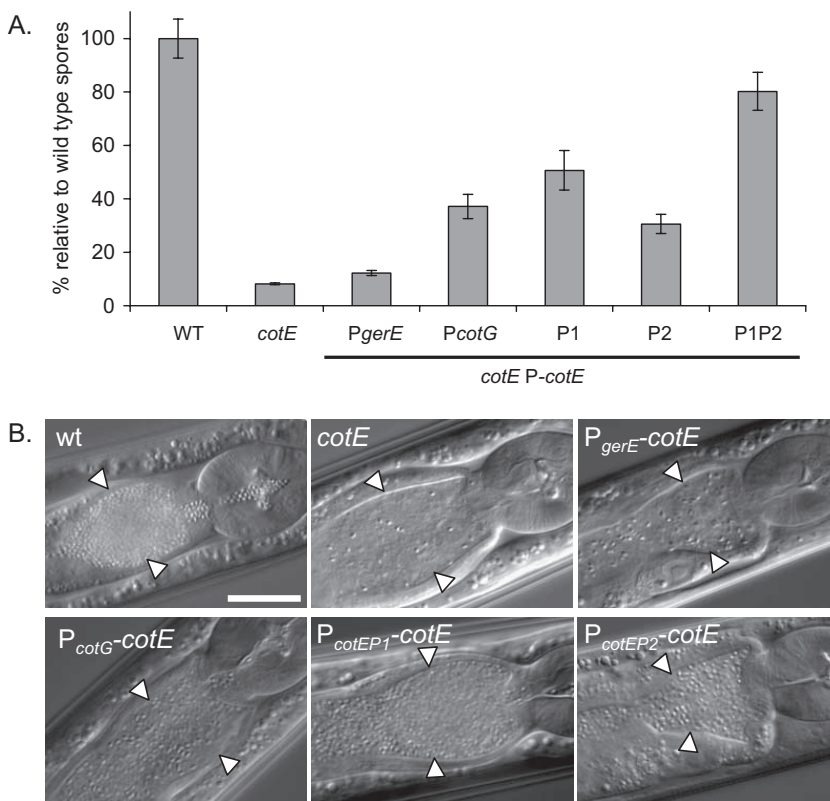 A.
% relative to wild type spores
100
80
60
40
20
0
WT cotE PgerE PcotG P1 P2 P1P2
cotE P-cotE
B.
wt
cotE
PgerE-cotE
PcotG-cotE
PcotEP1-cotE
PcotEP2-cotE